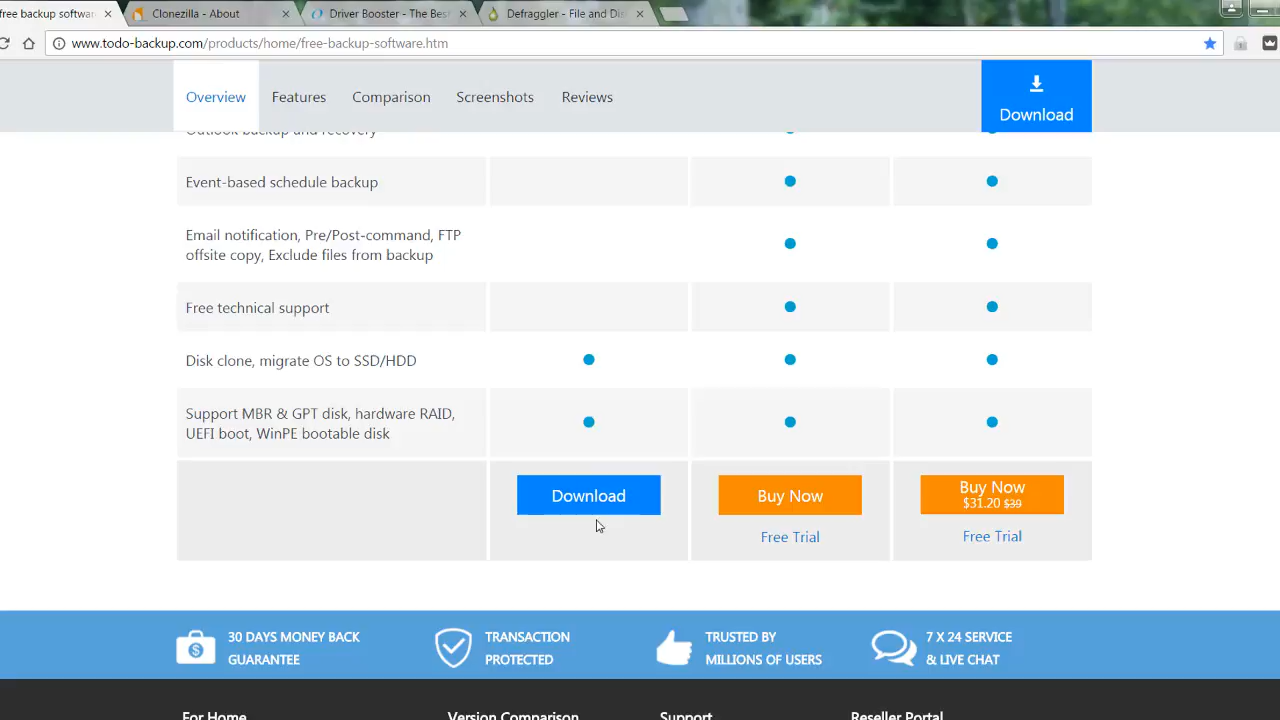 free backup softwar
Clonezilla - About
Driver Booster - The Bes
Defraggler - File and Dis
www.todo-backup.com/products/home/free-backup-software.htm
Overview
Features
Comparison
Screenshots
Reviews
Download
Outlook backup and recovery
Event-based schedule backup
Email notification, Pre/Post-command, FTP
offsite copy, Exclude files from backup
Free technical support
Disk clone, migrate OS to SSD/HDD
Support MBR & GPT disk, hardware RAID,
UEFI boot, WinPE bootable disk
Download
Buy Now
Free Trial
Buy Now
$31.20 $39
Free Trial
30 DAYS MONEY BACK
GUARANTEE
TRANSACTION
PROTECTED
TRUSTED BY
MILLIONS OF USERS
7 X 24 SERVICE
& LIVE CHAT
For Home
Version Comparison
Support
Reseller Portal